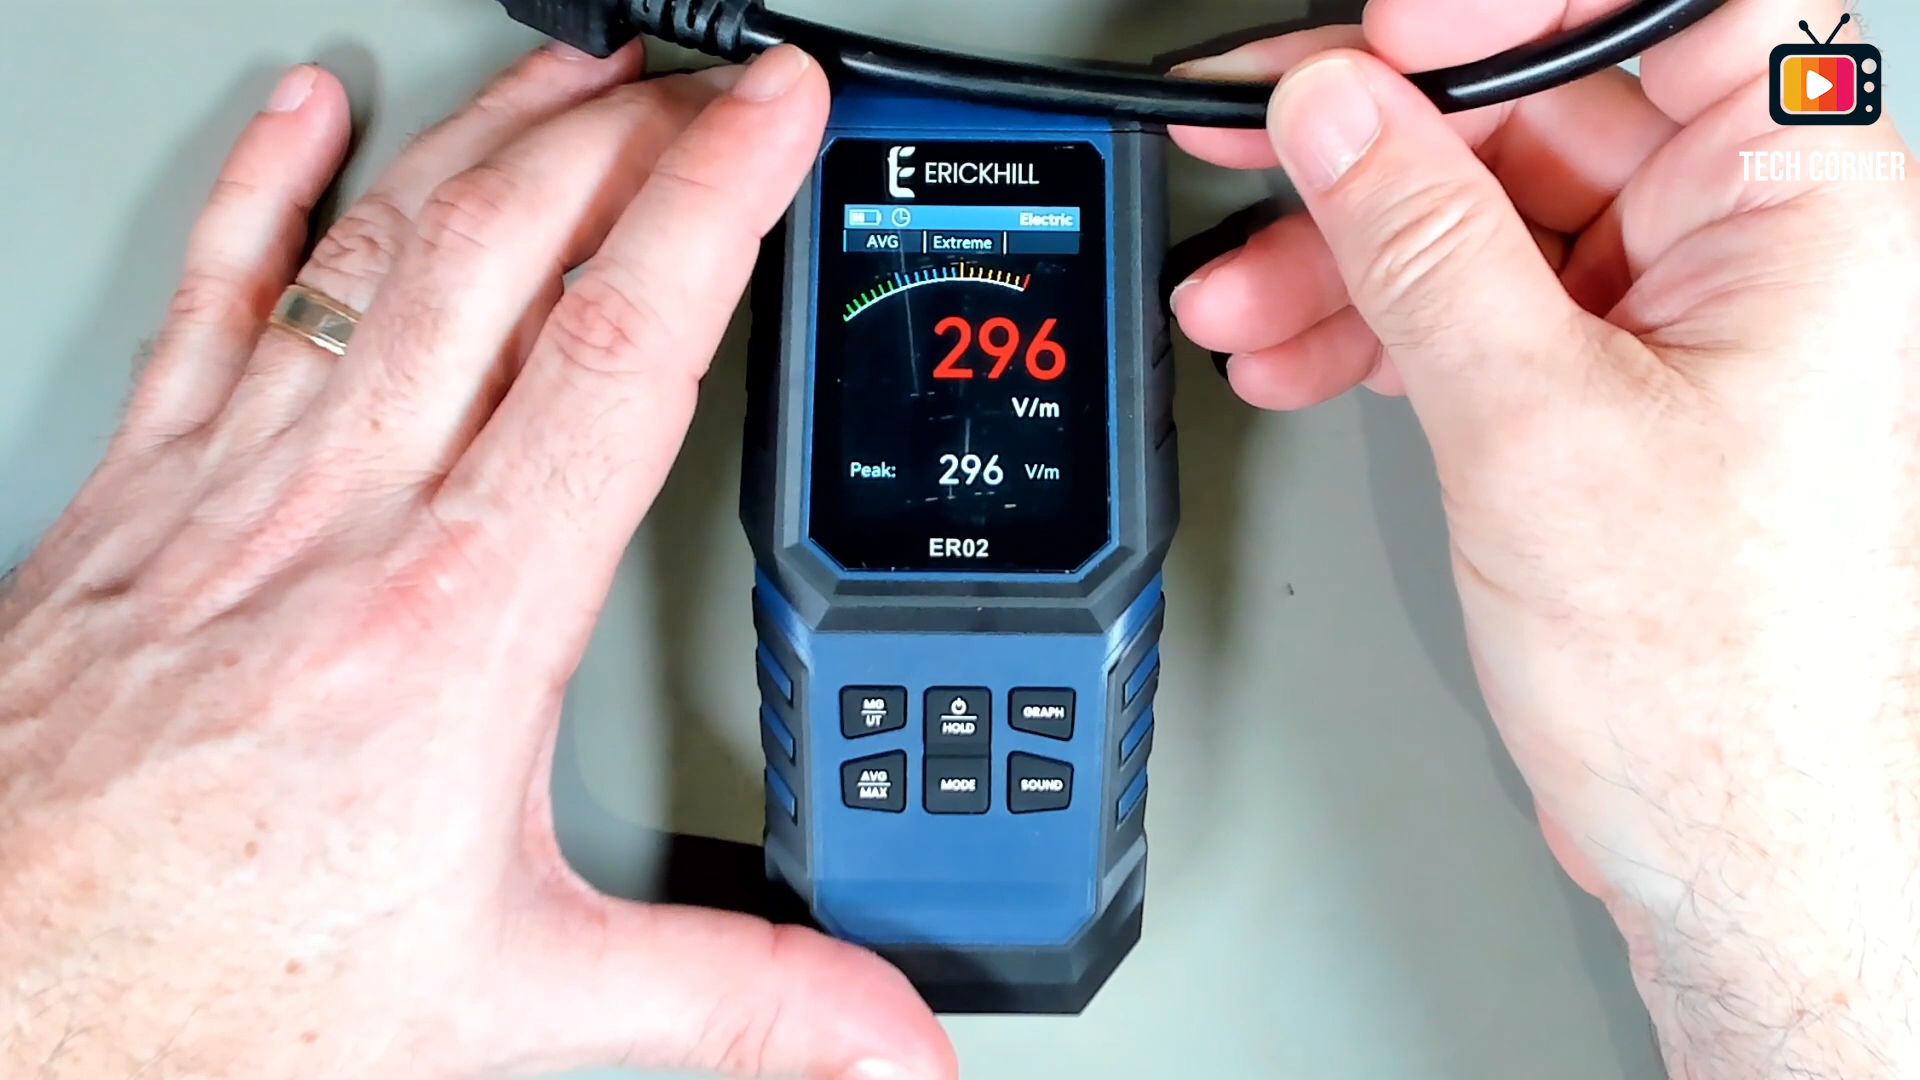 TECH CORNER
ERICKHILL
Electric
AVG Extreme
296
V/m
Peak: 296 V/m
ER02
MG
UT
HOLD
GRAPH
AVG
MAX
MODE
SOUND